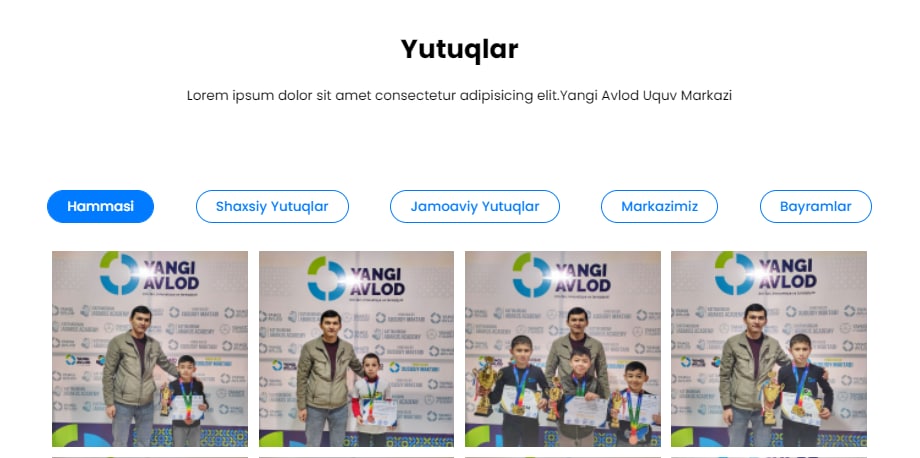 Yutuqlar
Lorem ipsum dolor sit amet consectetur adipisicing elit.Yangi Avlod Uquv Markazi
Hammasi
Shaxsiy Yutuqlar
Jamoaviy Yutuqlar
Markazimiz
Bayramlar
YANGI
AVLOD
YANGI
AVLOD
YANGI
AVLOD
YANGI
AVLOD